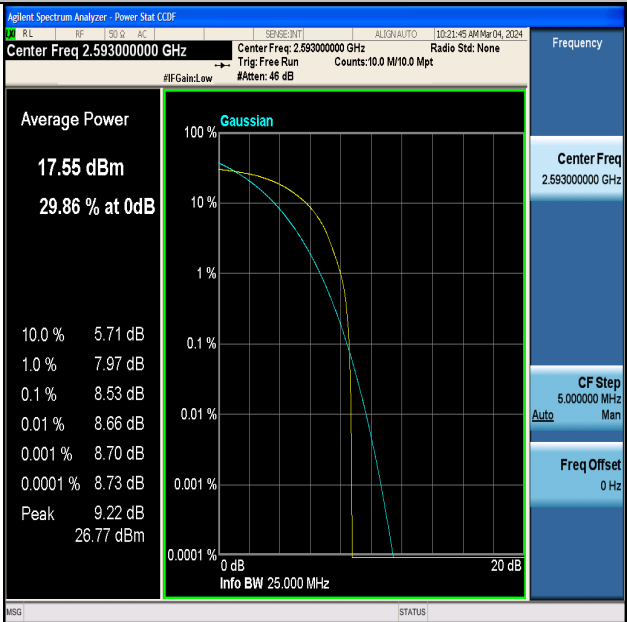 Agilent Spectrum Analyzer - Power Stat CCDF
LXI RL RF 50 Ω AC SENSE:INT ALIGN AUTO 10:21:45 AM Mar 04, 2024
Center Freq 2.593000000 GHz
Center Freq: 2.593000000 GHz Radio Std: None
Trig: Free Run Counts:10.0 M/10.0 Mpt
#IFGain:Low #Atten: 46 dB
Frequency
Average Power
17.55 dBm
29.86 % at 0dB
10.0 % 5.71 dB
1.0 % 7.97 dB
0.1 % 8.53 dB
0.01 % 8.66 dB
0.001 % 8.70 dB
0.0001 % 8.73 dB
Peak 9.22 dB
26.77 dBm
Gaussian
100 %
10 %
1 %
0.1 %
0.01 %
0.001 %
0.0001 %
0 dB 20 dB
Info BW 25.000 MHz
Center Freq
2.593000000 GHz
CF Step
5.000000 MHz
Auto Man
Freq Offset
0 Hz
MSG STATUS